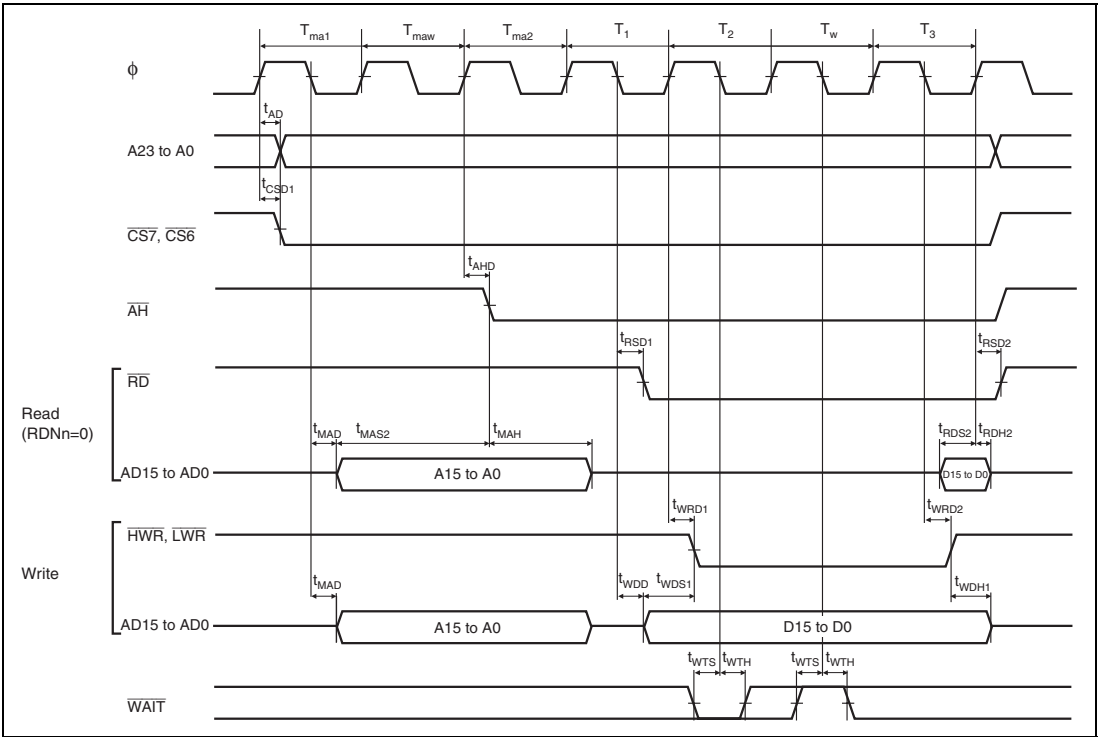 Tma1 Tmaw Tma2 T1 T2 Tw T3
ϕ
tAD
A23 to A0
tCSD1
CS7, CS6
tAHD
AH
tRSD1 tRSD2
RD
Read
(RDNn=0)
tMAD tMAS2 tMAH tRDS2 tRDH2
AD15 to AD0 A15 to A0 D15 to D0
tWRD1 tWRD2
HWR, LWR
Write
tMAD tWDD tWDS1 tWDH1
AD15 to AD0 A15 to A0 D15 to D0
tWTS tWTH tWTS tWTH
WAIT